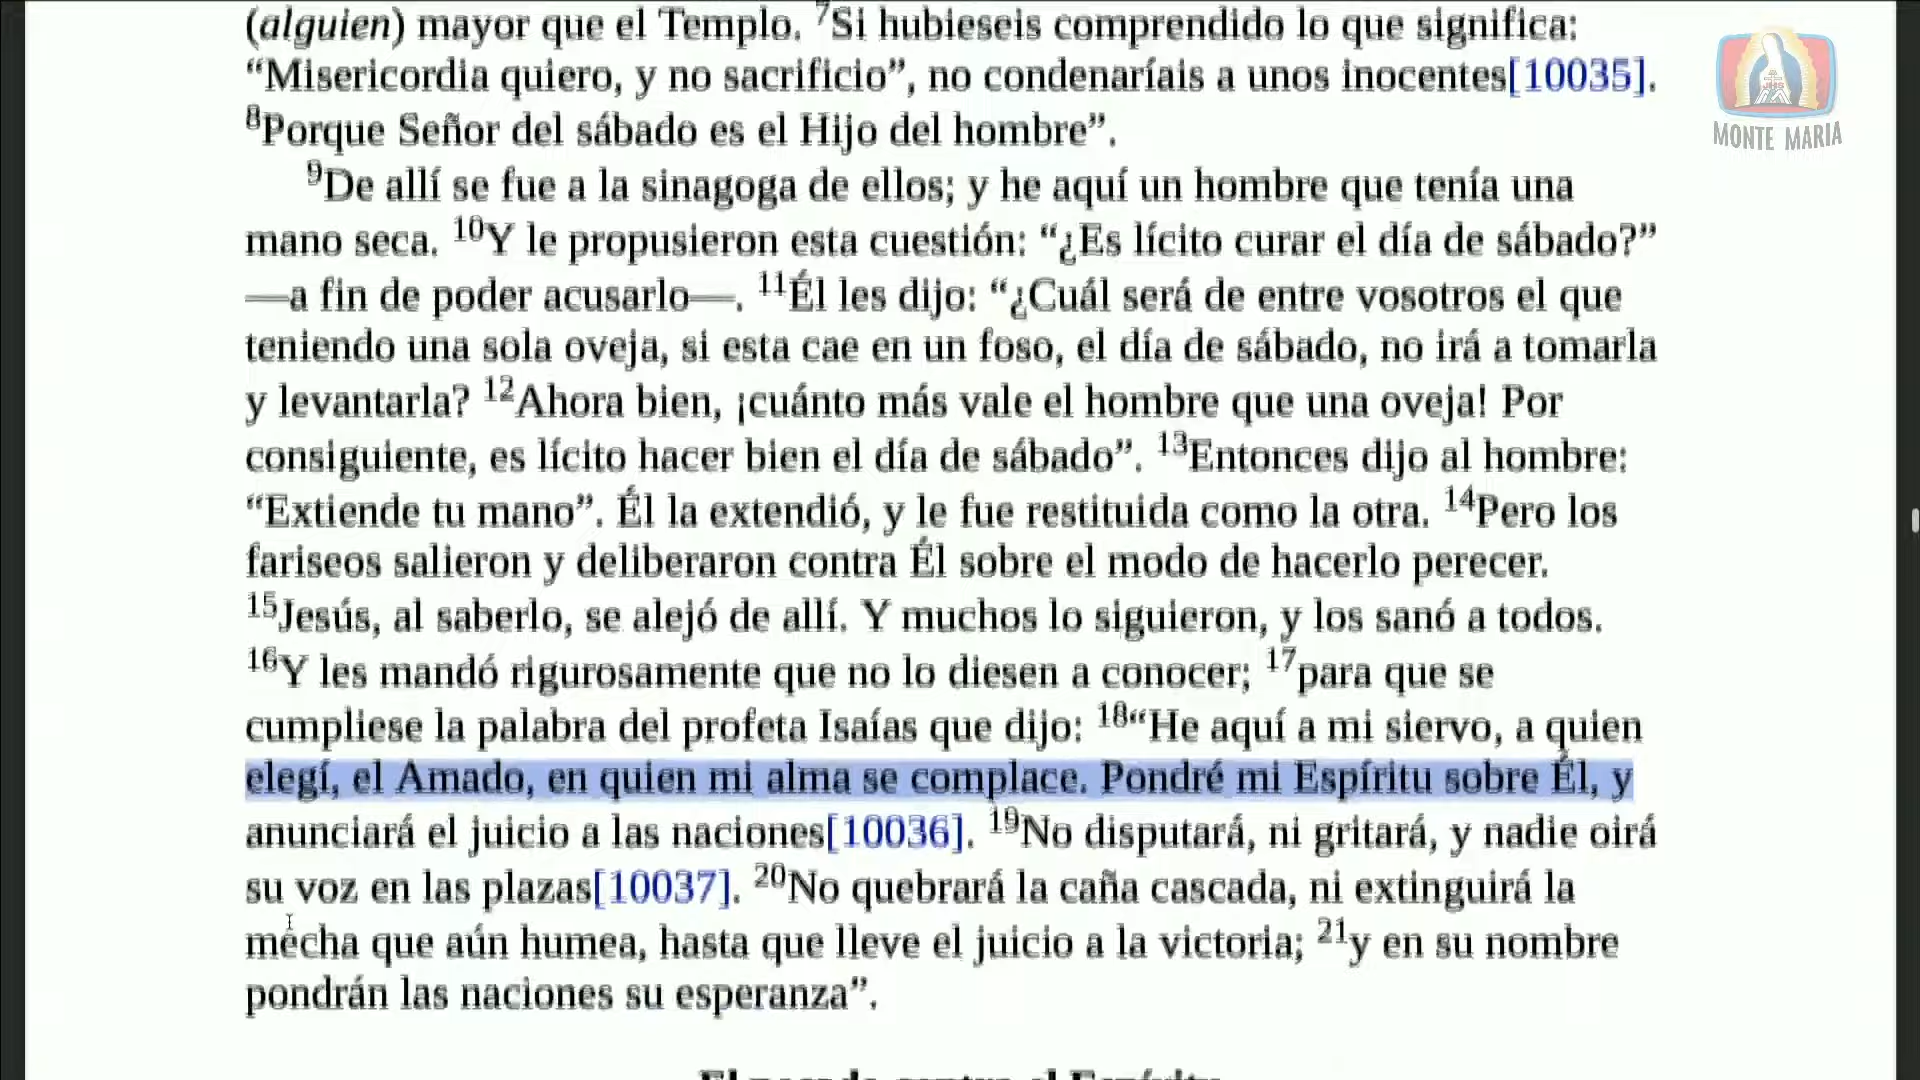 (alguien) mayor que el Templo. 7Si hubieseis comprendido lo que significa:
“Misericordia quiero, y no sacrificio”, no condenaríais a unos inocentes[10035].
8Porque Señor del sábado es el Hijo del hombre”.
9De allí se fue a la sinagoga de ellos; y he aquí un hombre que tenía una
mano seca. 10Y le propusieron esta cuestión: “¿Es lícito curar el día de sábado?”
—a fin de poder acusarlo—. 11Él les dijo: “¿Cuál será de entre vosotros el que
teniendo una sola oveja, si esta cae en un foso, el día de sábado, no irá a tomarla
y levantarla? 12Ahora bien, ¡cuánto más vale el hombre que una oveja! Por
consiguiente, es lícito hacer bien el día de sábado”. 13Entonces dijo al hombre:
“Extiende tu mano”. Él la extendió, y le fue restituida como la otra. 14Pero los
fariseos salieron y deliberaron contra Él sobre el modo de hacerlo perecer.
15Jesús, al saberlo, se alejó de allí. Y muchos lo siguieron, y los sanó a todos.
16Y les mandó rigurosamente que no lo diesen a conocer; 17para que se
cumpliese la palabra del profeta Isaías que dijo: 18“He aquí a mi siervo, a quien
elegí, el Amado, en quien mi alma se complace. Pondré mi Espíritu sobre Él, y
anunciará el juicio a las naciones[10036]. 19No disputará, ni gritará, y nadie oirá
su voz en las plazas[10037]. 20No quebrará la caña cascada, ni extinguirá la
mecha que aún humea, hasta que lleve el juicio a la victoria; 21y en su nombre
pondrán las naciones su esperanza”.
El pecado contra el Espíritu
JHS
MONTE MARIA